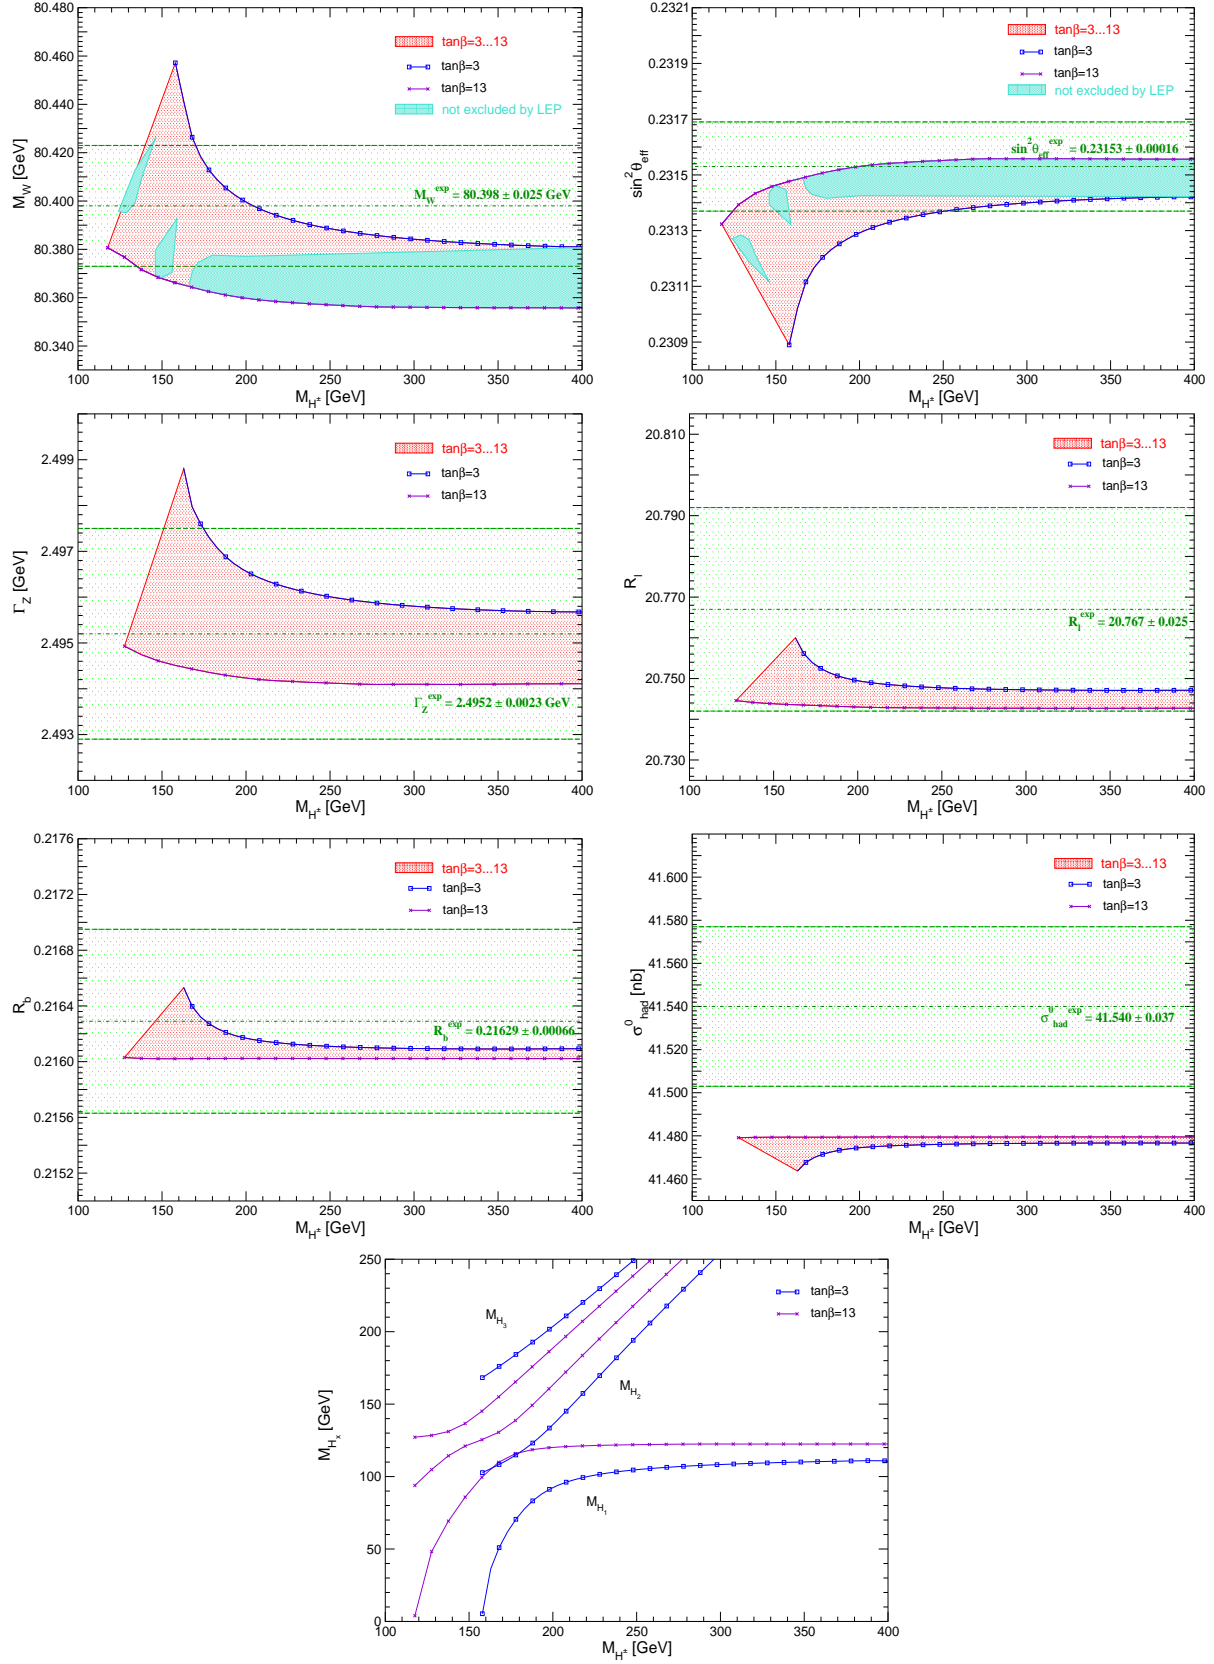 80.480
80.460
80.440
80.420
80.400
80.380
80.360
80.340
M_W [GeV]
tanβ=3...13
tanβ=3
tanβ=13
not excluded by LEP
M_W^exp = 80.398 ± 0.025 GeV
100 150 200 250 300 350 400
M_H± [GeV]
0.2321
0.2319
0.2317
0.2315
0.2313
0.2311
0.2309
sin²θ_eff
tanβ=3...13
tanβ=3
tanβ=13
not excluded by LEP
sin²θ_eff^exp = 0.23153 ± 0.00016
100 150 200 250 300 350 400
M_H± [GeV]
2.499
2.497
2.495
2.493
Γ_Z [GeV]
tanβ=3...13
tanβ=3
tanβ=13
Γ_Z^exp = 2.4952 ± 0.0023 GeV
100 150 200 250 300 350 400
M_H± [GeV]
20.810
20.790
20.770
20.750
20.730
R_l
tanβ=3...13
tanβ=3
tanβ=13
R_l^exp = 20.767 ± 0.025
100 150 200 250 300 350 400
M_H± [GeV]
0.2176
0.2172
0.2168
0.2164
0.2160
0.2156
0.2152
R_b
tanβ=3...13
tanβ=3
tanβ=13
R_b^exp = 0.21629 ± 0.00066
100 150 200 250 300 350 400
M_H± [GeV]
41.600
41.580
41.560
41.540
41.520
41.500
41.480
41.460
σ⁰_had [nb]
tanβ=3...13
tanβ=3
tanβ=13
σ⁰_had^exp = 41.540 ± 0.037
100 150 200 250 300 350 400
M_H± [GeV]
250
200
150
100
50
0
M_Hx [GeV]
tanβ=3
tanβ=13
M_H3
M_H2
M_H1
100 150 200 250 300 350 400
M_H± [GeV]